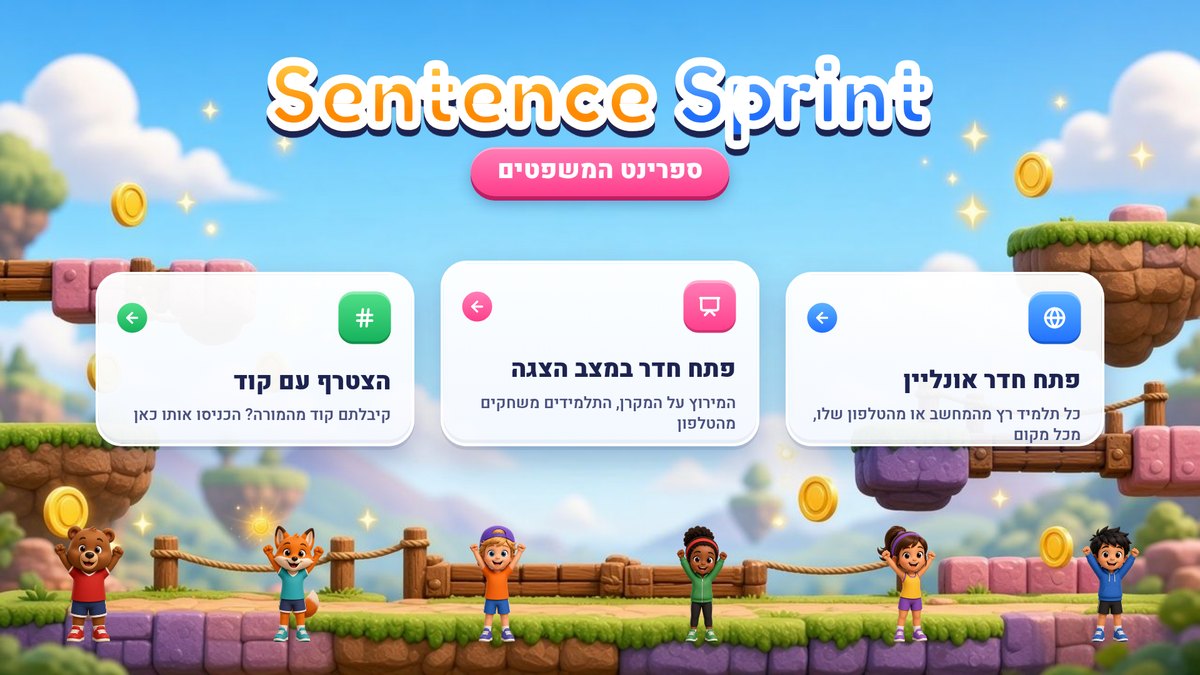 Sentence Sprint
ספרינט המשפטים
פתח חדר אונליין
כל תלמיד רץ מהמחשב או מהטלפון שלו,
מכל מקום
פתח חדר במצב הצגה
המירוץ על המקרן, התלמידים משחקים
מהטלפון
#
הצטרף עם קוד
קיבלתם קוד מהמורה? הכניסו אותו כאן